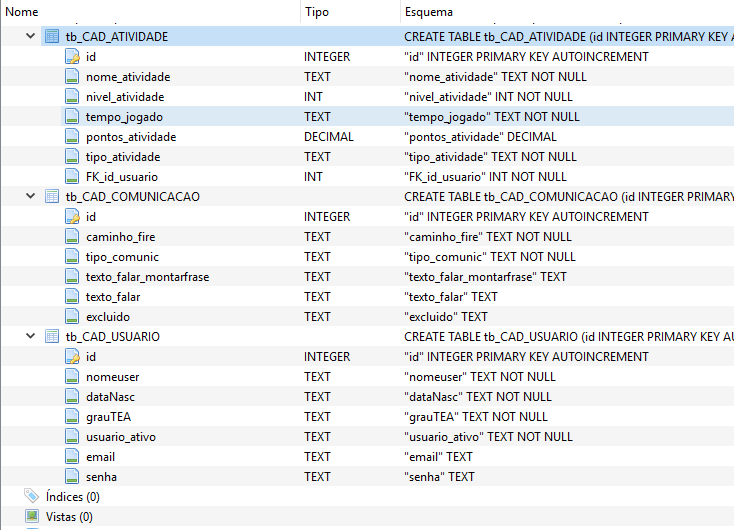 Nome Tipo Esquema
tb_CAD_ATIVIDADE CREATE TABLE tb_CAD_ATIVIDADE (id INTEGER PRIMARY KEY A
id INTEGER "id" INTEGER PRIMARY KEY AUTOINCREMENT
nome_atividade TEXT "nome_atividade" TEXT NOT NULL
nivel_atividade INT "nivel_atividade" INT NOT NULL
tempo_jogado TEXT "tempo_jogado" TEXT NOT NULL
pontos_atividade DECIMAL "pontos_atividade" DECIMAL
tipo_atividade TEXT "tipo_atividade" TEXT NOT NULL
FK_id_usuario INT "FK_id_usuario" INT NOT NULL
tb_CAD_COMUNICACAO CREATE TABLE tb_CAD_COMUNICACAO (id INTEGER PRIMARY
id INTEGER "id" INTEGER PRIMARY KEY AUTOINCREMENT
caminho_fire TEXT "caminho_fire" TEXT NOT NULL
tipo_comunic TEXT "tipo_comunic" TEXT NOT NULL
texto_falar_montarfrase TEXT "texto_falar_montarfrase" TEXT
texto_falar TEXT "texto_falar" TEXT
excluido TEXT "excluido" TEXT
tb_CAD_USUARIO CREATE TABLE tb_CAD_USUARIO (id INTEGER PRIMARY KEY AU
id INTEGER "id" INTEGER PRIMARY KEY AUTOINCREMENT
nomeuser TEXT "nomeuser" TEXT NOT NULL
dataNasc TEXT "dataNasc" TEXT NOT NULL
grauTEA TEXT "grauTEA" TEXT NOT NULL
usuario_ativo TEXT "usuario_ativo" TEXT NOT NULL
email TEXT "email" TEXT
senha TEXT "senha" TEXT
Índices (0)
Vistas (0)